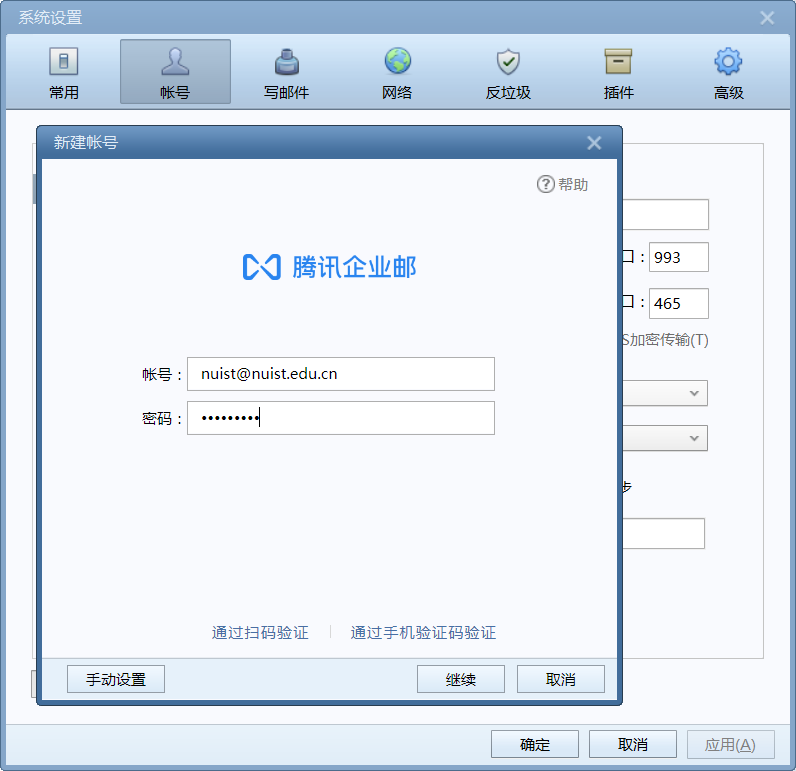 系统设置
常用
帐号
写邮件
网络
反垃圾
插件
高级
新建帐号
? 帮助
腾讯企业邮
帐号：
nuist@nuist.edu.cn
密码：
•••••••••
通过扫码验证
通过手机验证码验证
手动设置
继续
取消
口：
993
口：
465
S加密传输(T)
步
确定
取消
应用(A)